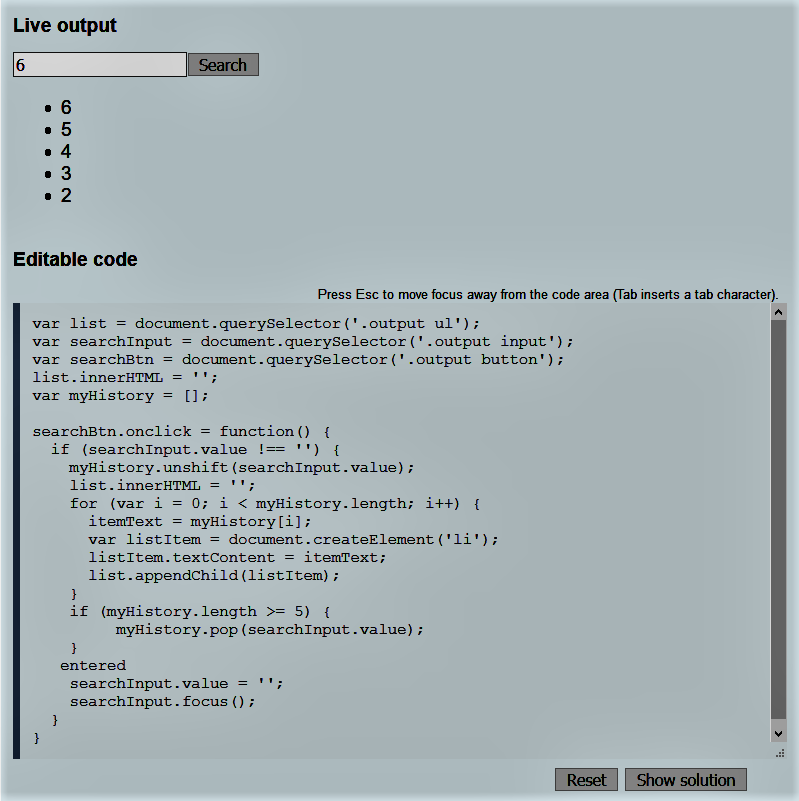 Live output
6 Search
6
5
4
3
2
Editable code
Press Esc to move focus away from the code area (Tab inserts a tab character).
var list = document.querySelector('.output ul');
var searchInput = document.querySelector('.output input');
var searchBtn = document.querySelector('.output button');
list.innerHTML = '';
var myHistory = [];
searchBtn.onclick = function() {
  if (searchInput.value !== '') {
    myHistory.unshift(searchInput.value);
    list.innerHTML = '';
    for (var i = 0; i < myHistory.length; i++) {
      itemText = myHistory[i];
      var listItem = document.createElement('li');
      listItem.textContent = itemText;
      list.appendChild(listItem);
    }
    if (myHistory.length >= 5) {
         myHistory.pop(searchInput.value);
    }
   entered
    searchInput.value = '';
    searchInput.focus();
  }
}
Reset Show solution